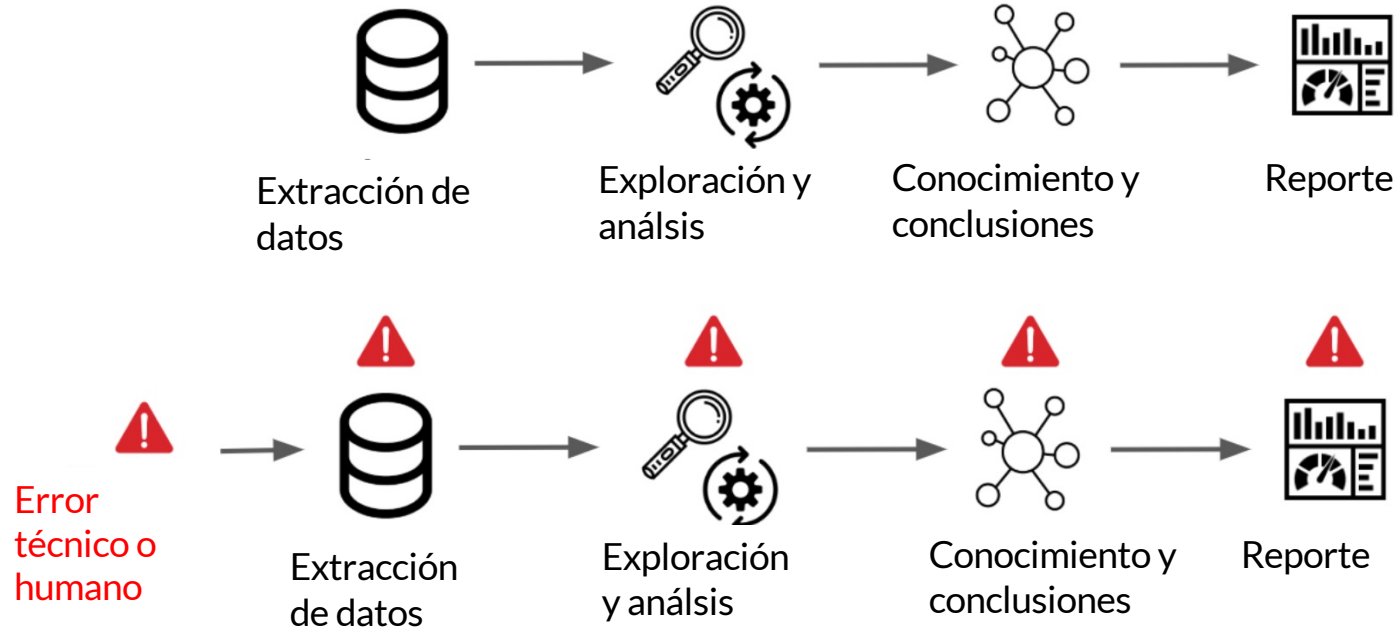 Extracción de
datos
Exploración y
análsis
Conocimiento y
conclusiones
Reporte
Error
técnico o
humano
Extracción
de datos
Exploración
y análsis
Conocimiento y
conclusiones
Reporte